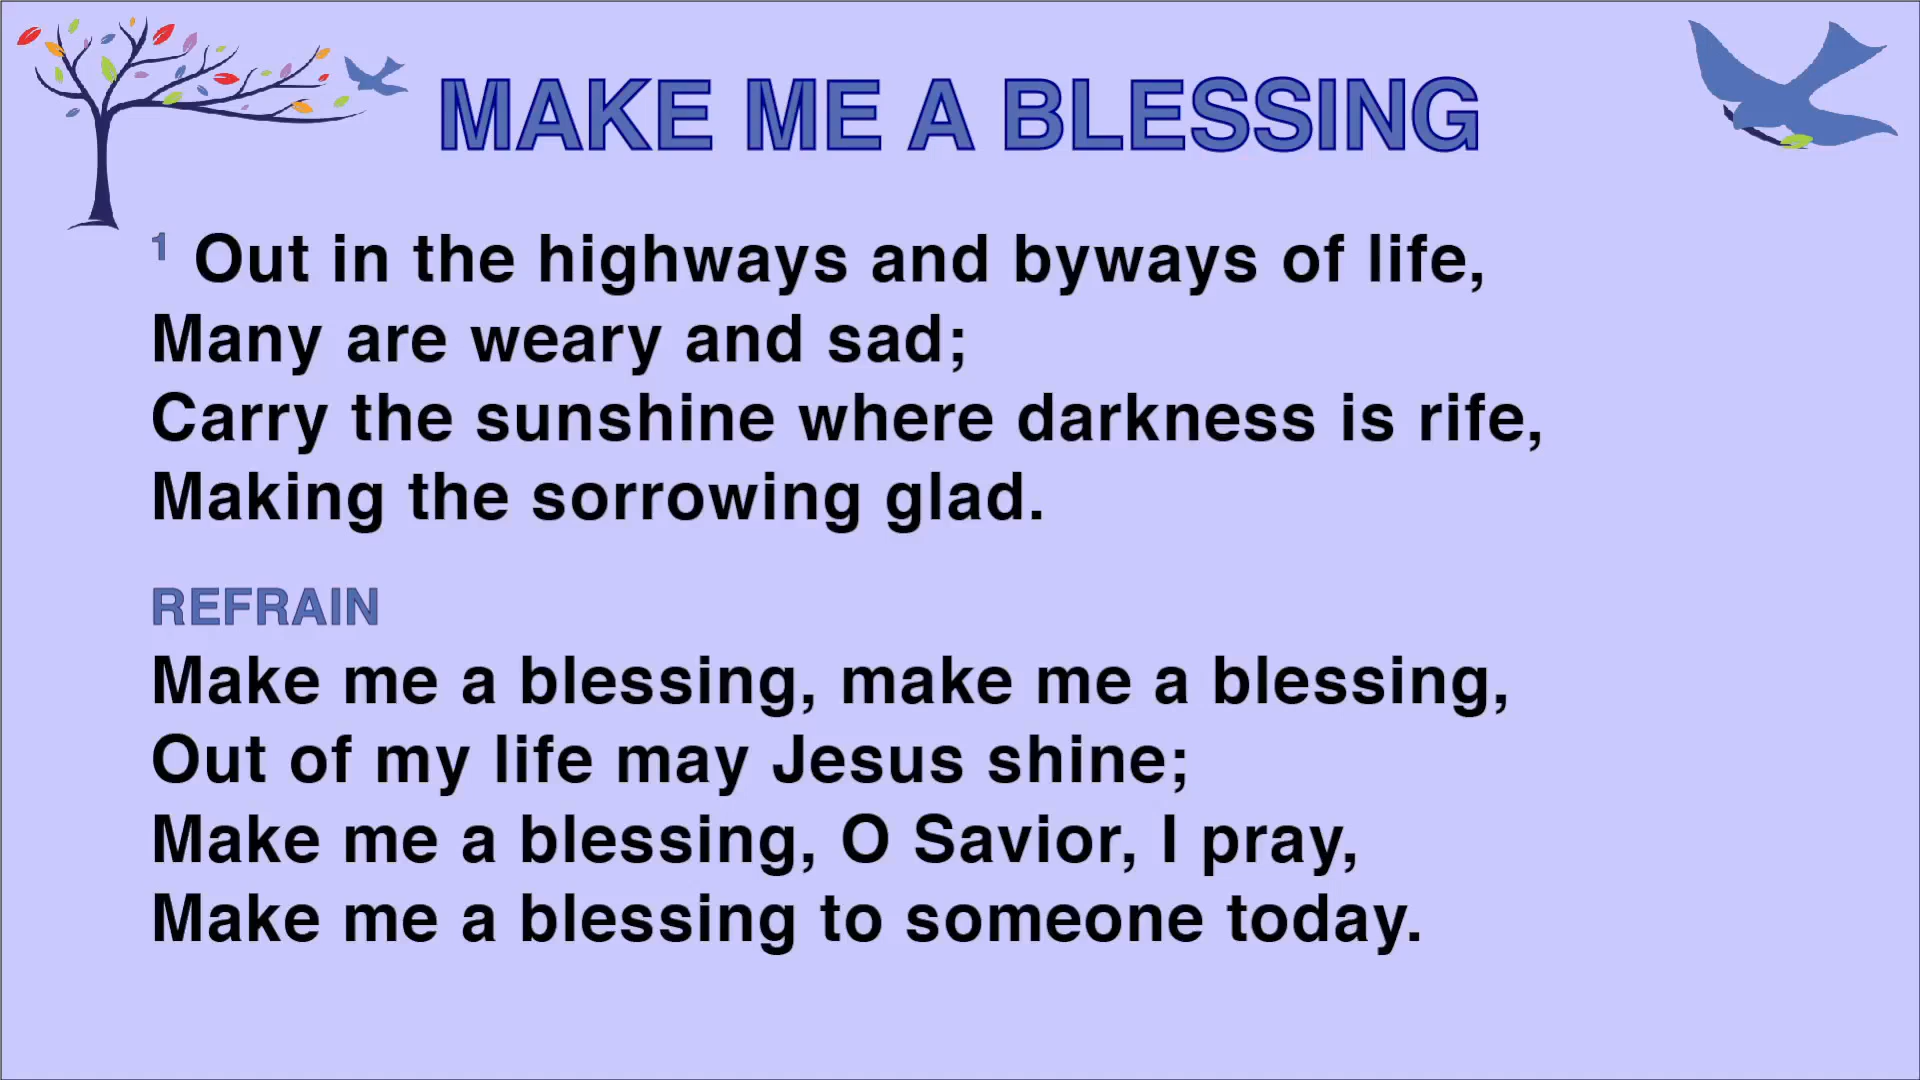 MAKE ME A BLESSING
1 Out in the highways and byways of life,
Many are weary and sad;
Carry the sunshine where darkness is rife,
Making the sorrowing glad.
REFRAIN
Make me a blessing, make me a blessing,
Out of my life may Jesus shine;
Make me a blessing, O Savior, I pray,
Make me a blessing to someone today.